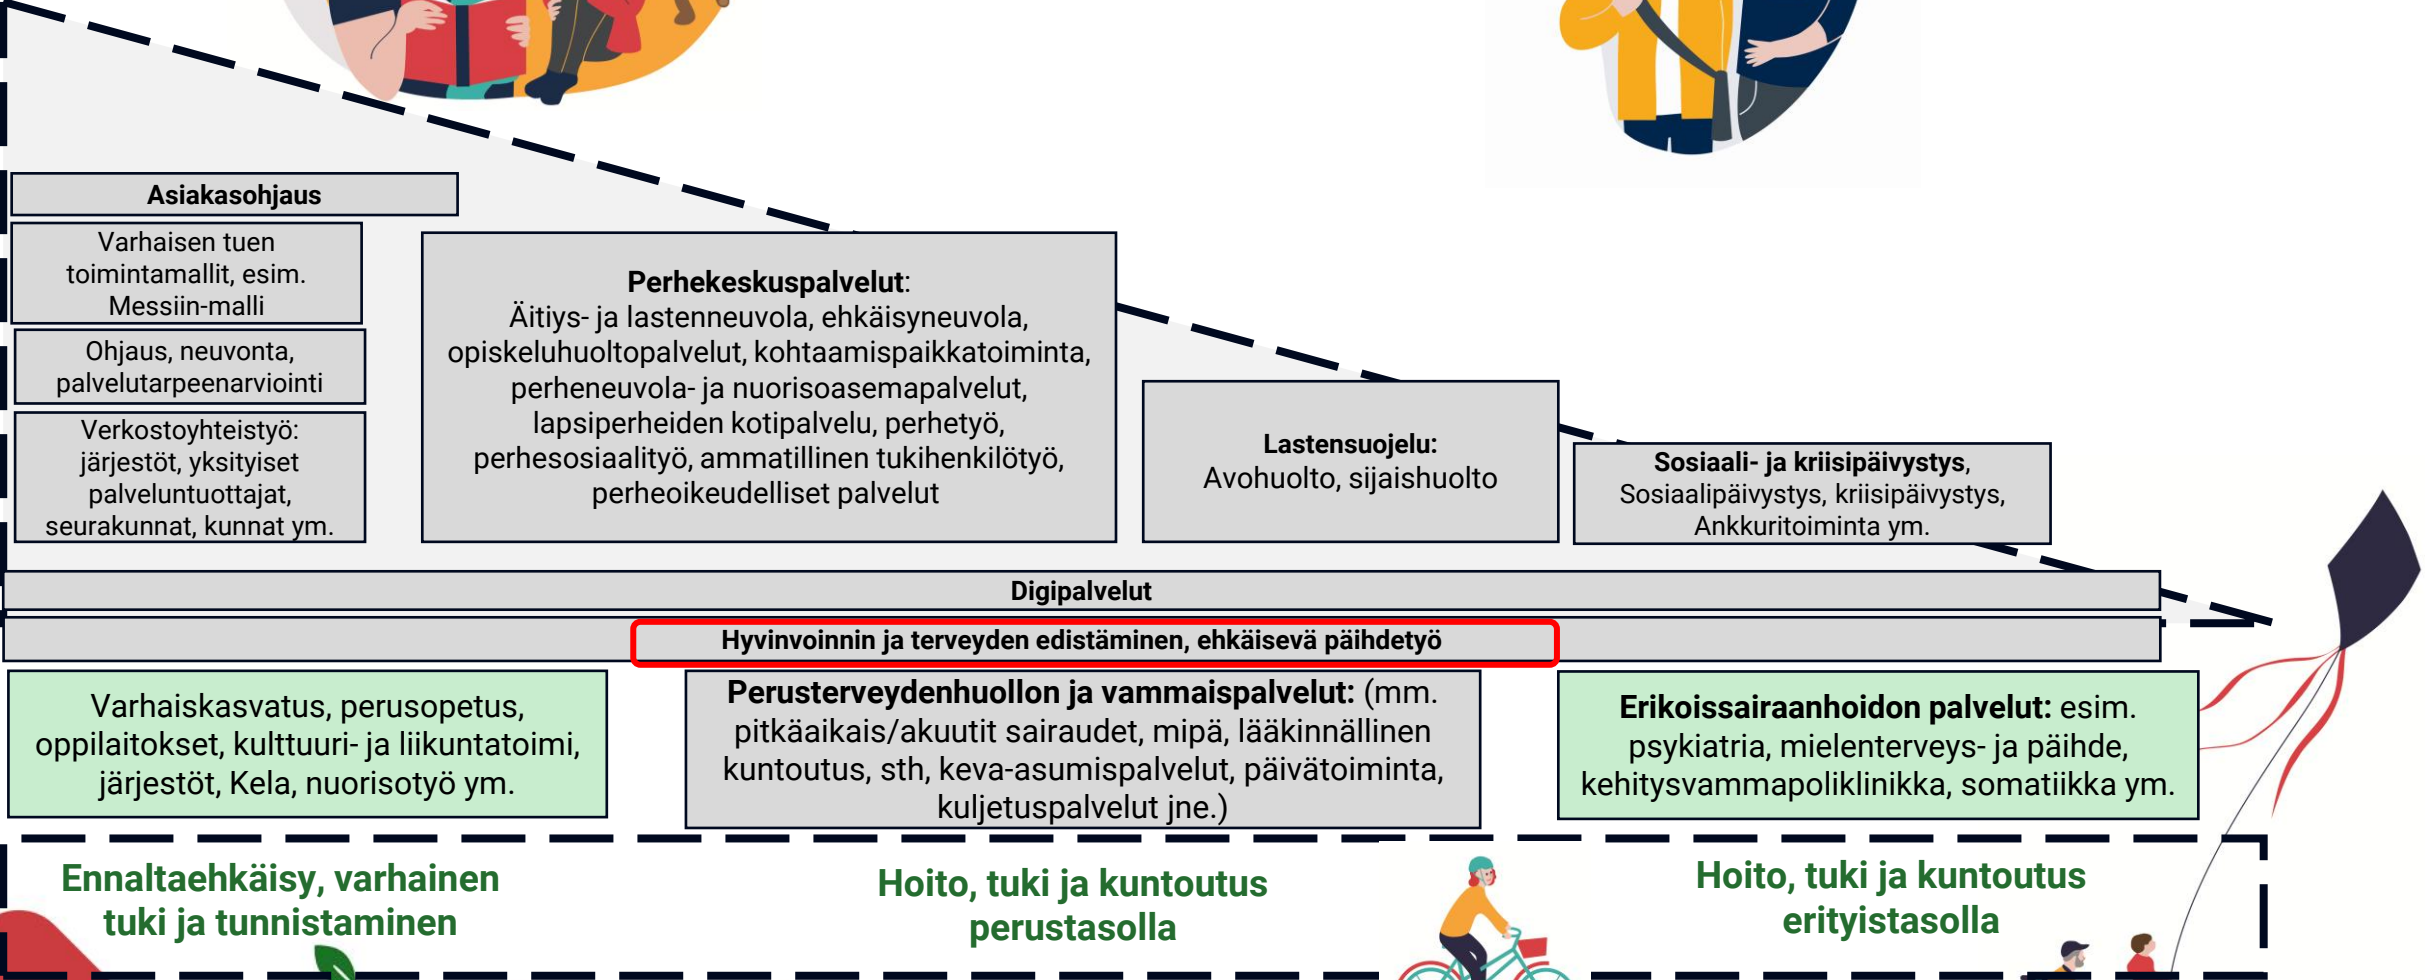 Asiakasohjaus
Varhaisen tuen
toimintamallit, esim.
Messiin-malli
Ohjaus, neuvonta,
palvelutarpeenarviointi
Verkostoyhteistyö:
järjestöt, yksityiset
palveluntuottajat,
seurakunnat, kunnat ym.
Perhekeskuspalvelut:
Äitiys- ja lastenneuvola, ehkäisyneuvola,
opiskeluhuoltopalvelut, kohtaamispaikkatoiminta,
perheneuvola- ja nuorisoasemapalvelut,
lapsiperheiden kotipalvelu, perhetyö,
perhesosiaalityö, ammatillinen tukihenkilötyö,
perheoikeudelliset palvelut
Lastensuojelu:
Avohuolto, sijaishuolto
Sosiaali- ja kriisipäivystys,
Sosiaalipäivystys, kriisipäivystys,
Ankkuritoiminta ym.
Digipalvelut
Hyvinvoinnin ja terveyden edistäminen, ehkäisevä päihdetyö
Varhaiskasvatus, perusopetus,
oppilaitokset, kulttuuri- ja liikuntatoimi,
järjestöt, Kela, nuorisotyö ym.
Perusterveydenhuollon ja vammaispalvelut: (mm.
pitkäaikais/akuutit sairaudet, mipä, lääkinnällinen
kuntoutus, sth, keva-asumispalvelut, päivätoiminta,
kuljetuspalvelut jne.)
Erikoissairaanhoidon palvelut: esim.
psykiatria, mielenterveys- ja päihde,
kehitysvammapoliklinikka, somatiikka ym.
Ennaltaehkäisy, varhainen
tuki ja tunnistaminen
Hoito, tuki ja kuntoutus
perustasolla
Hoito, tuki ja kuntoutus
erityistasolla